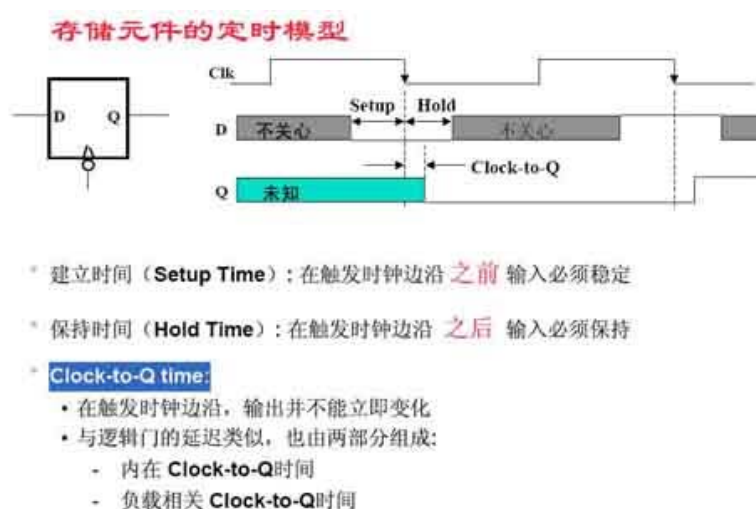 存储元件的定时模型
Clk
D Q
Setup Hold
D 不关心 不关心
Clock-to-Q
Q 未知
* 建立时间（Setup Time）: 在触发时钟边沿 之前 输入必须稳定
* 保持时间（Hold Time）: 在触发时钟边沿 之后 输入必须保持
* Clock-to-Q time:
• 在触发时钟边沿，输出并不能立即变化
• 与逻辑门的延迟类似，也由两部分组成:
- 内在 Clock-to-Q时间
- 负载相关 Clock-to-Q时间